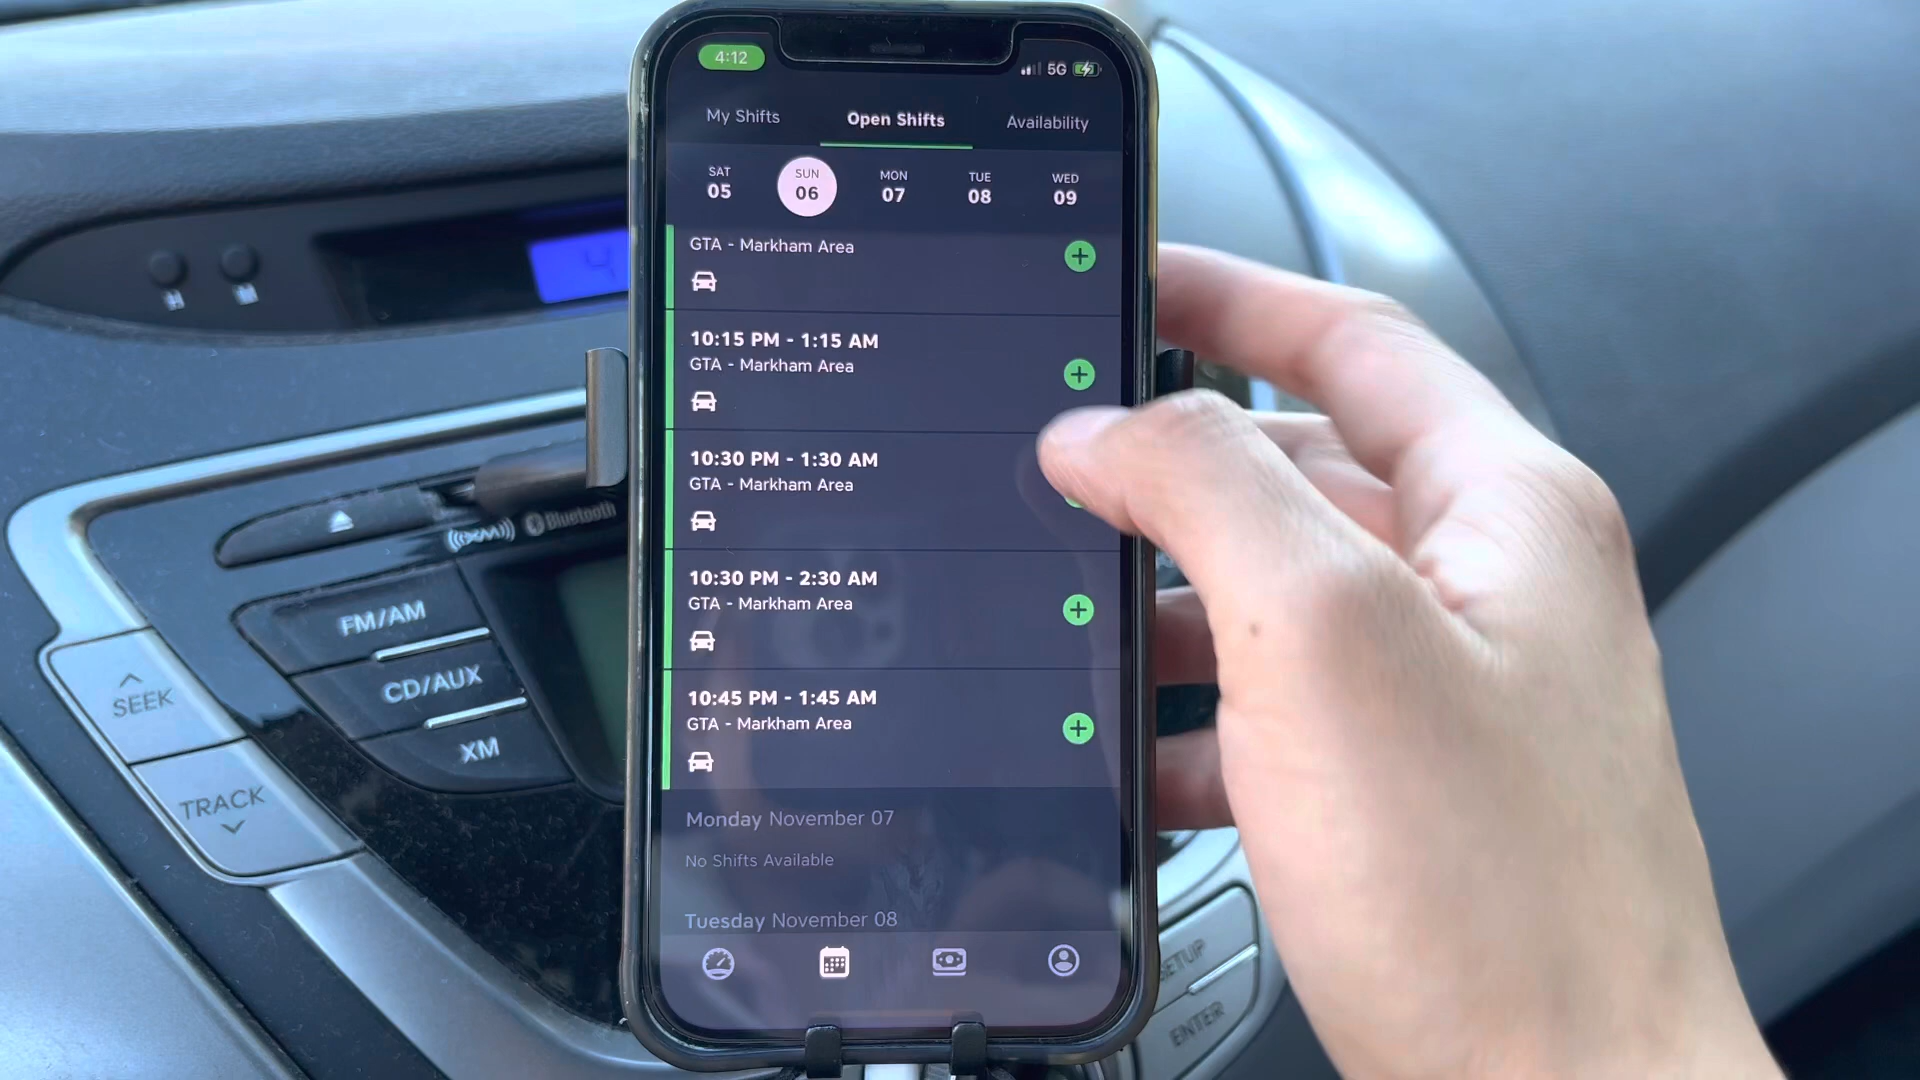 4:12
5G
My Shifts
Open Shifts
Availability
SAT
05
SUN
06
MON
07
TUE
08
WED
09
GTA - Markham Area
10:15 PM - 1:15 AM
GTA - Markham Area
10:30 PM - 1:30 AM
GTA - Markham Area
10:30 PM - 2:30 AM
GTA - Markham Area
10:45 PM - 1:45 AM
GTA - Markham Area
Monday November 07
No Shifts Available
Tuesday November 08
4
H
M
((XM))
Bluetooth
FM/AM
CD/AUX
XM
SEEK
TRACK
SETUP
ENTER